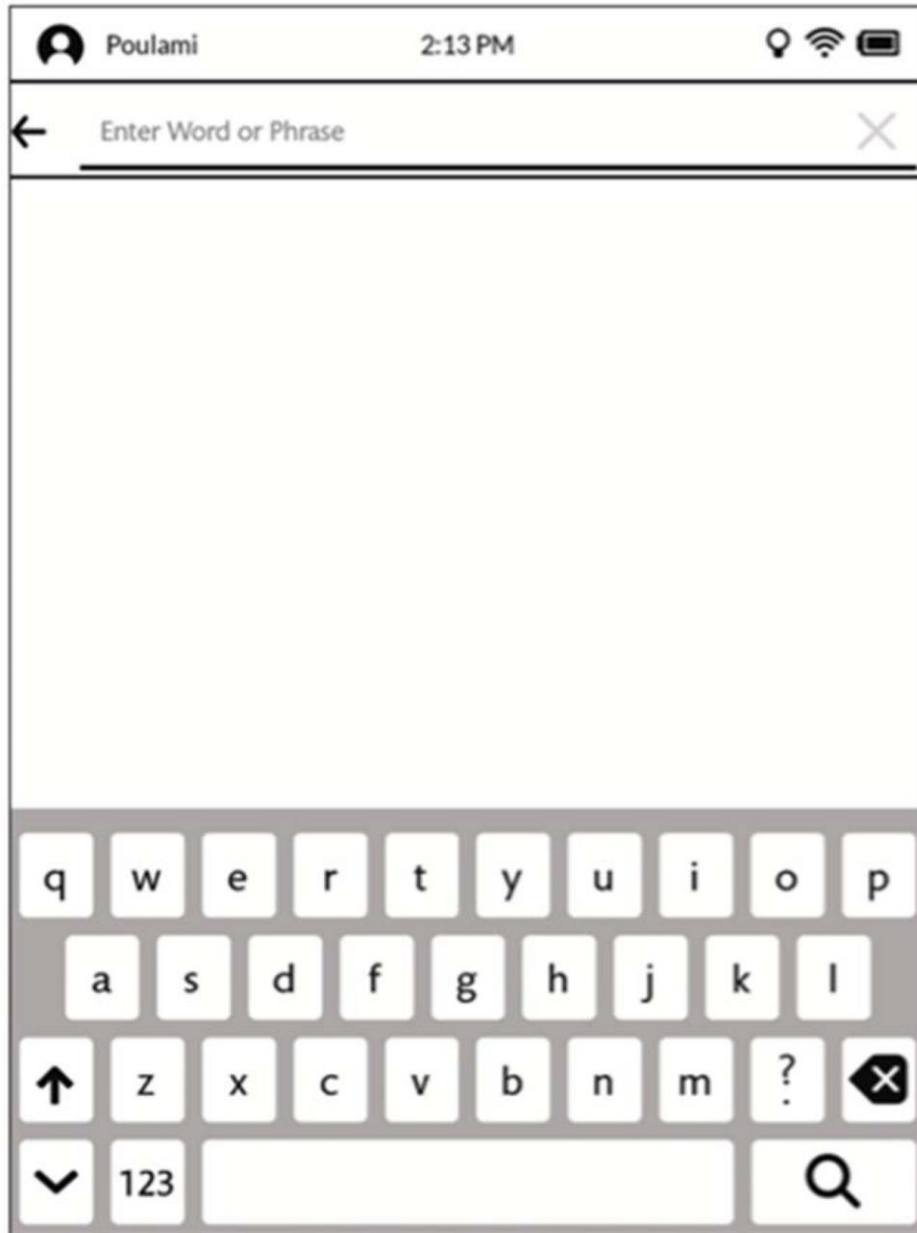 Poulami 2:13 PM
Enter Word or Phrase
q w e r t y u i o p
a s d f g h j k l
z x c v b n m ? .
123